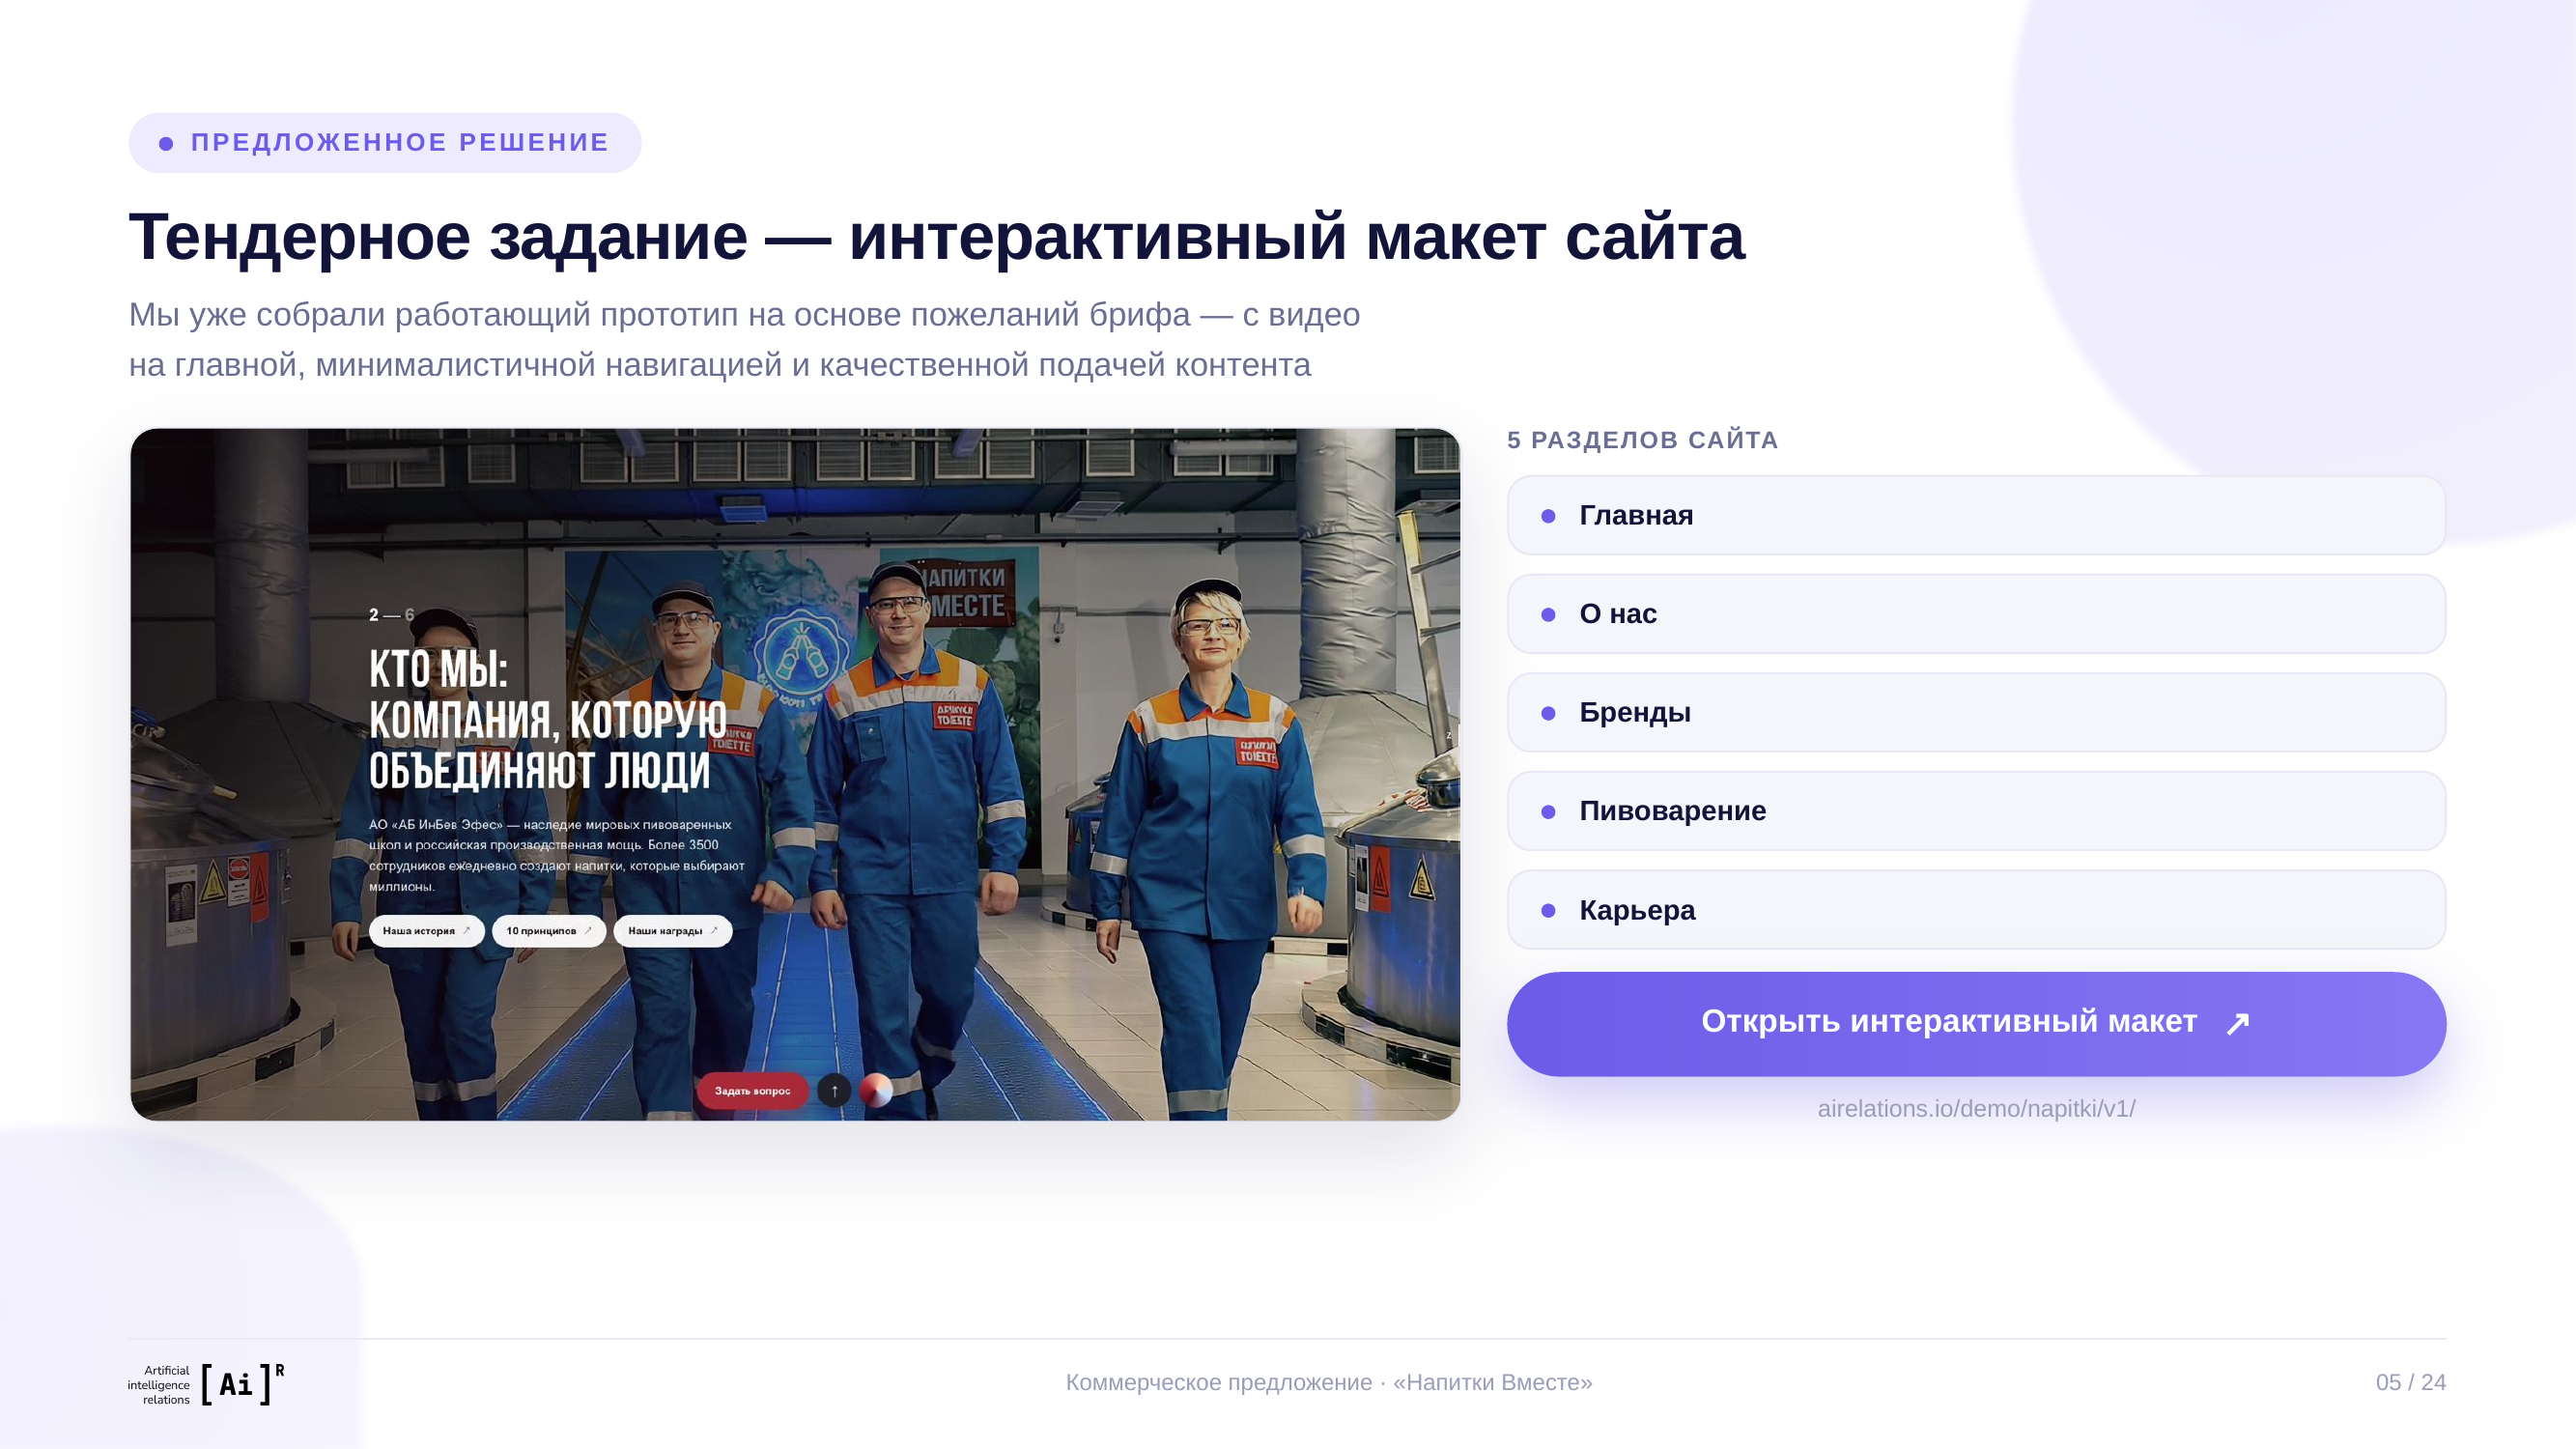 ПРЕДЛОЖЕННОЕ РЕШЕНИЕ
Тендерное задание — интерактивный макет сайта
Мы уже собрали работающий прототип на основе пожеланий брифа — с видео
на главной, минималистичной навигацией и качественной подачей контента
НАПИТКИ
ВМЕСТЕ
2 — 6
КТО МЫ:
КОМПАНИЯ, КОТОРУЮ
ОБЪЕДИНЯЮТ ЛЮДИ
АО «АБ ИнБев Эфес» — наследие мировых пивоваренных
школ и российская производственная мощь. Более 3500
сотрудников ежедневно создают напитки, которые выбирают
миллионы.
Наша история ↗
10 принципов ↗
Наши награды ↗
Задать вопрос
↑
5 РАЗДЕЛОВ САЙТА
Главная
О нас
Бренды
Пивоварение
Карьера
Открыть интерактивный макет ↗
airelations.io/demo/napitki/v1/
Artificial
intelligence
relations
[Ai]R
Коммерческое предложение · «Напитки Вместе»
05 / 24